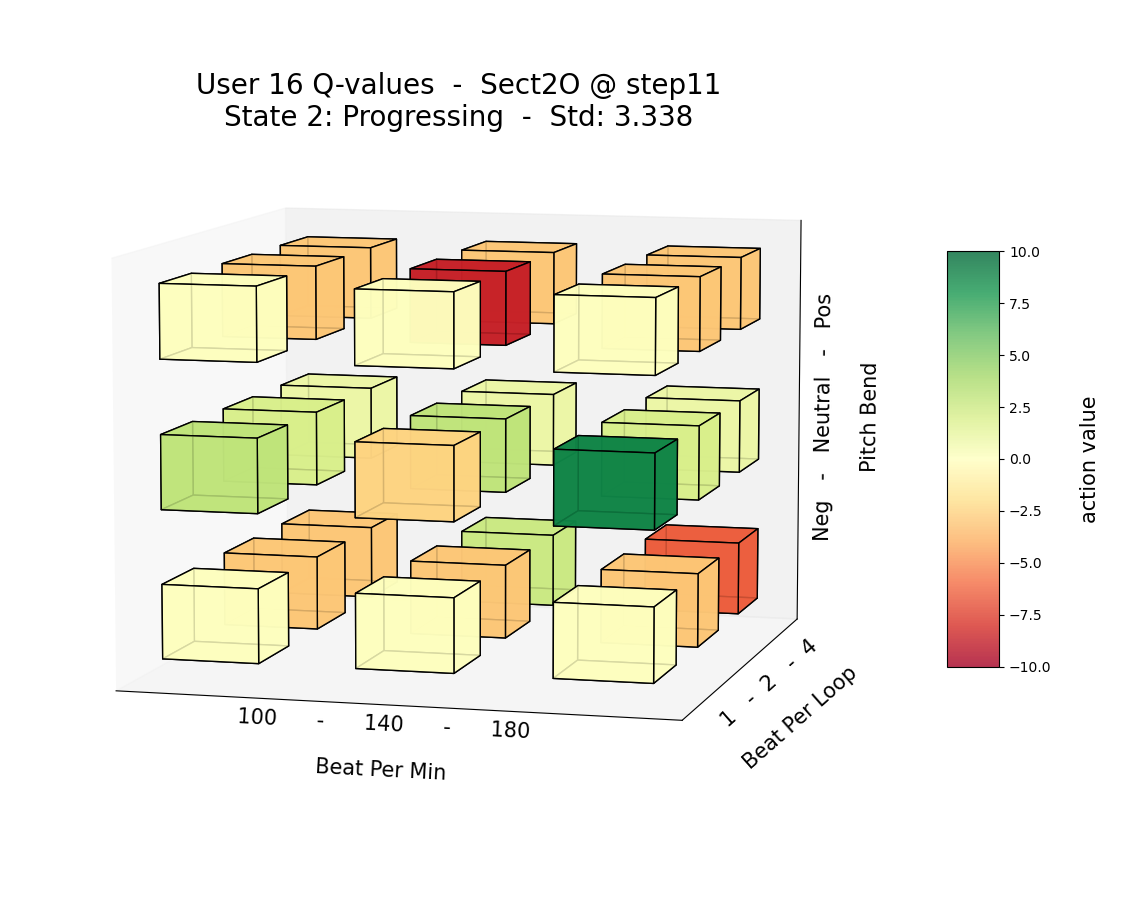 User 16 Q-values - Sect2O @ step11
State 2: Progressing - Std: 3.338
10.0
7.5
5.0
2.5
0.0
−2.5
−5.0
−7.5
−10.0
action value
Neg - Neutral - Pos
Pitch Bend
1 - 2 - 4
Beat Per Loop
100 - 140 - 180
Beat Per Min